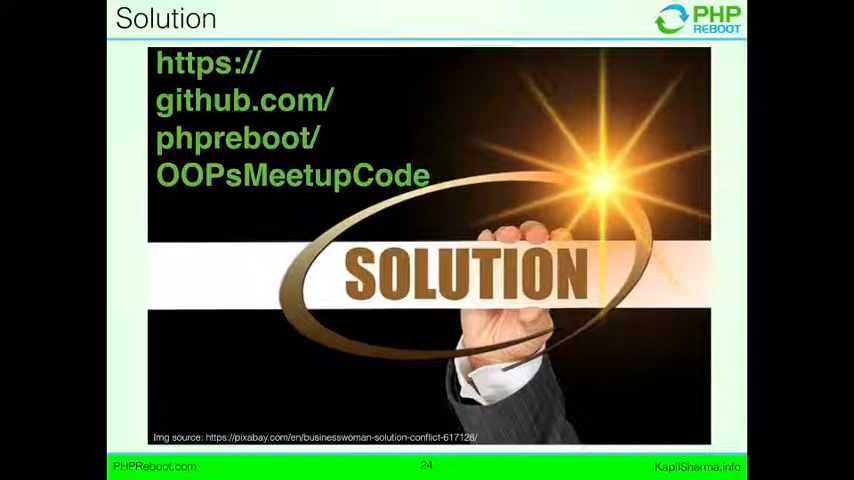 Solution
PHP
REBOOT
https://
github.com/
phpreboot/
OOPsMeetupCode
SOLUTION
Img source: https://pixabay.com/en/businesswoman-solution-conflict-617128/
PHPReboot.com
24
KapilSharma.info